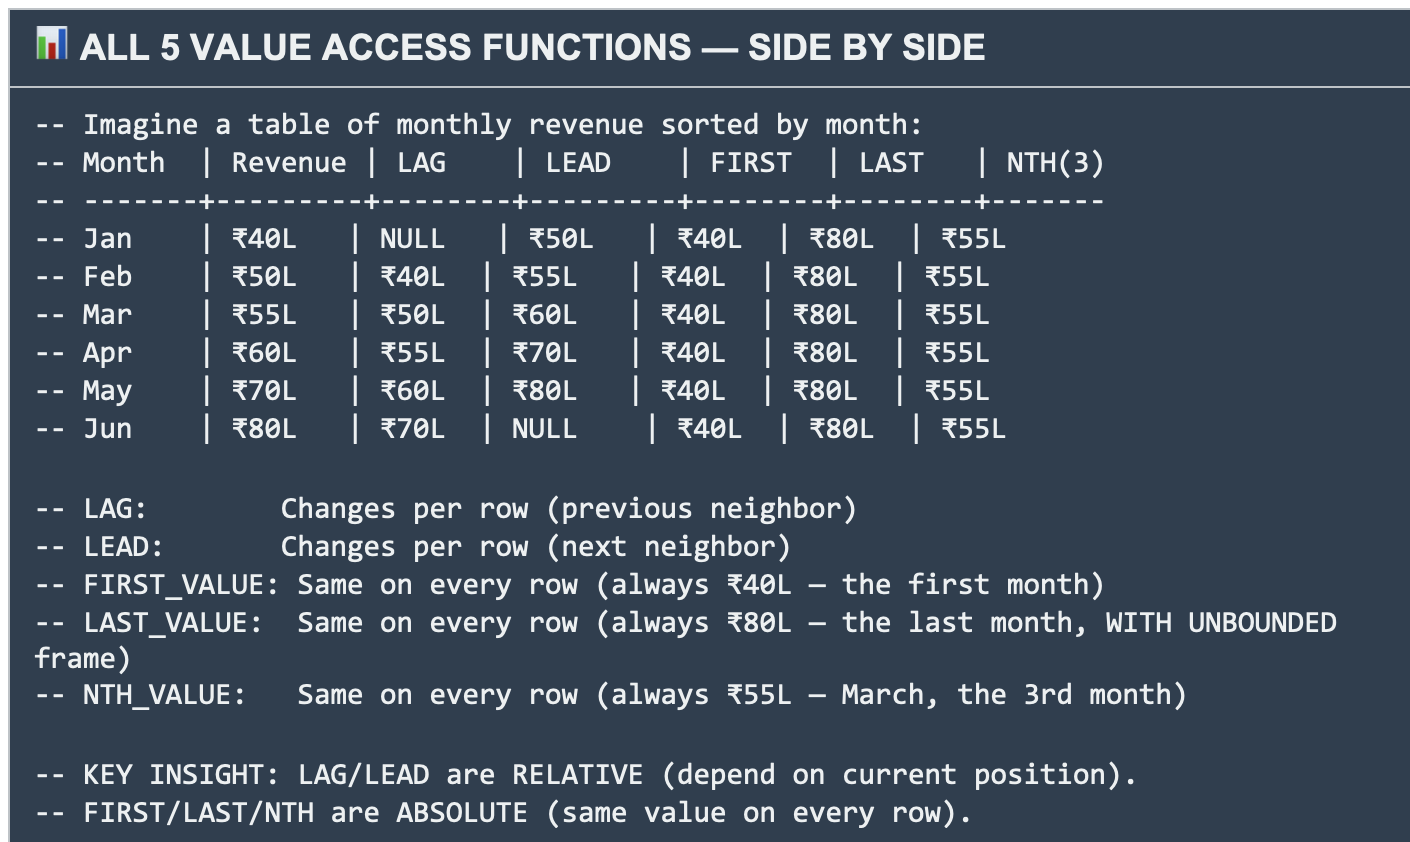 📊 ALL 5 VALUE ACCESS FUNCTIONS — SIDE BY SIDE
-- Imagine a table of monthly revenue sorted by month:
-- Month  | Revenue | LAG    | LEAD    | FIRST  | LAST   | NTH(3)
-- -------+---------+--------+---------+--------+--------+-------
-- Jan    | ₹40L   | NULL   | ₹50L   | ₹40L  | ₹80L  | ₹55L
-- Feb    | ₹50L   | ₹40L  | ₹55L   | ₹40L  | ₹80L  | ₹55L
-- Mar    | ₹55L   | ₹50L  | ₹60L   | ₹40L  | ₹80L  | ₹55L
-- Apr    | ₹60L   | ₹55L  | ₹70L   | ₹40L  | ₹80L  | ₹55L
-- May    | ₹70L   | ₹60L  | ₹80L   | ₹40L  | ₹80L  | ₹55L
-- Jun    | ₹80L   | ₹70L  | NULL    | ₹40L  | ₹80L  | ₹55L
-- LAG:        Changes per row (previous neighbor)
-- LEAD:       Changes per row (next neighbor)
-- FIRST_VALUE: Same on every row (always ₹40L — the first month)
-- LAST_VALUE:  Same on every row (always ₹80L — the last month, WITH UNBOUNDED
frame)
-- NTH_VALUE:   Same on every row (always ₹55L — March, the 3rd month)
-- KEY INSIGHT: LAG/LEAD are RELATIVE (depend on current position).
-- FIRST/LAST/NTH are ABSOLUTE (same value on every row).